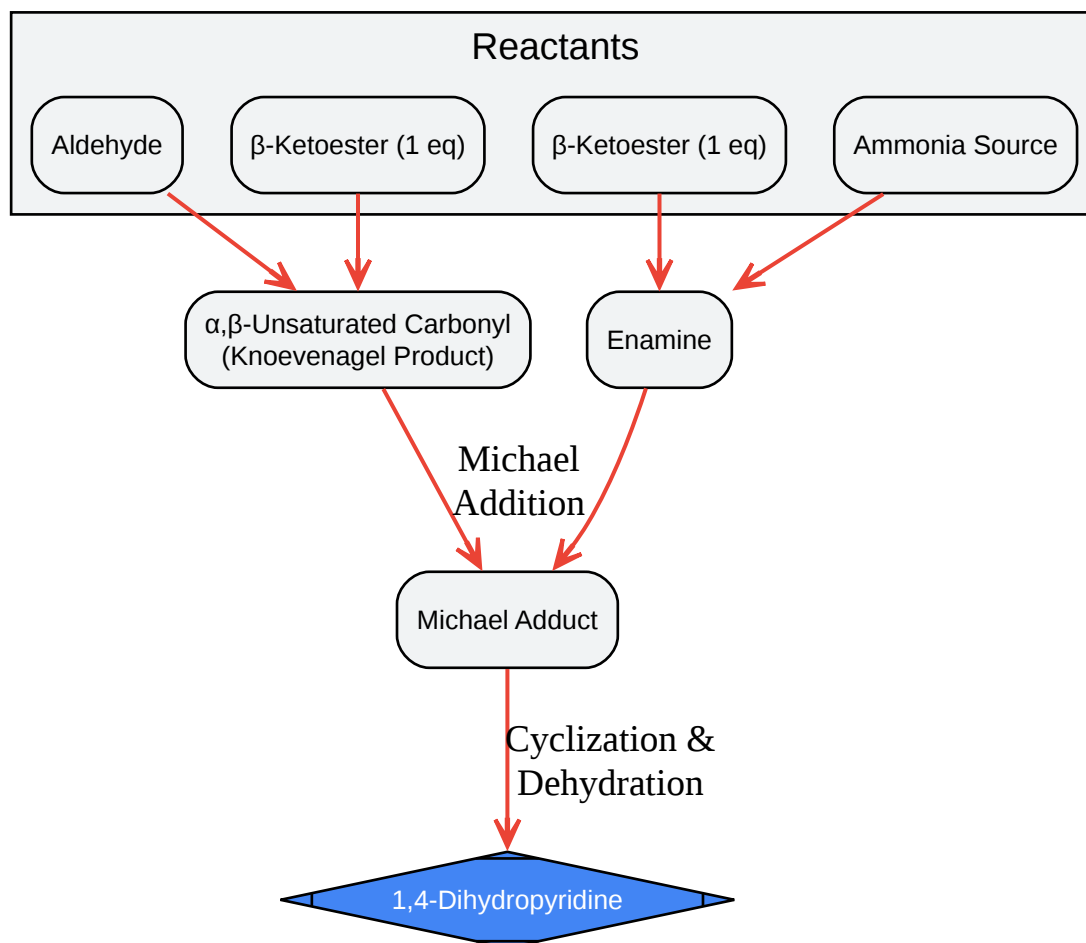 Reactants
Aldehyde
β-Ketoester (1 eq)
β-Ketoester (1 eq)
Ammonia Source
α,β-Unsaturated Carbonyl
(Knoevenagel Product)
Enamine
Michael
Addition
Michael Adduct
Cyclization &
Dehydration
1,4-Dihydropyridine